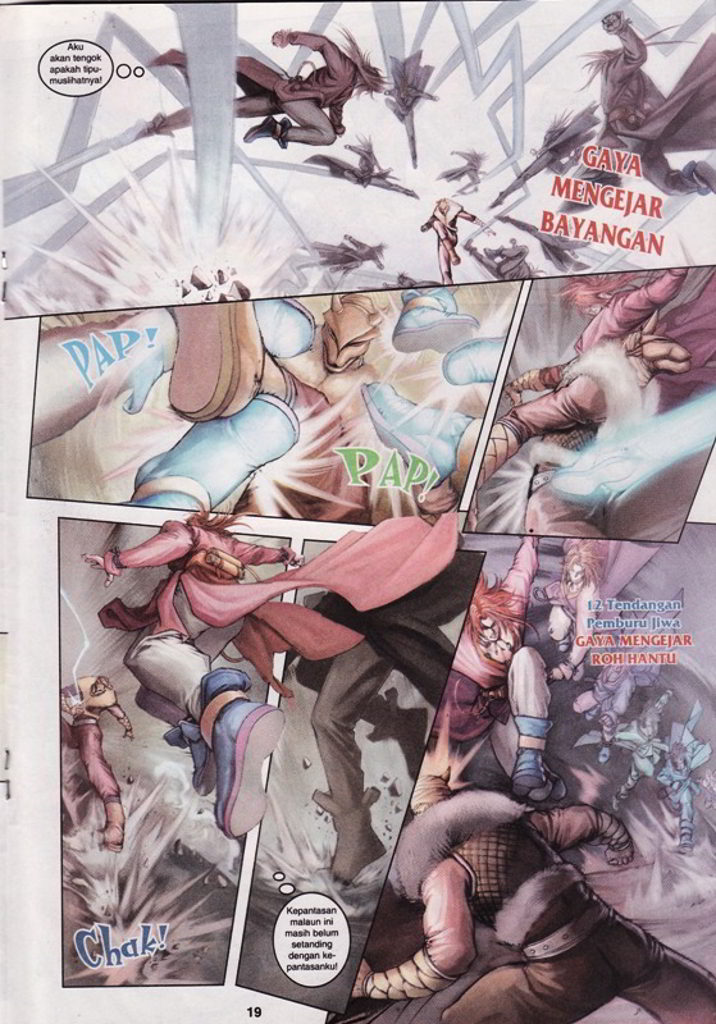 Aku
akan tengok
apakah tipu-
muslihatnya!
GAYA
MENGEJAR
BAYANGAN
PAP!
PAP!
12 Tendangan
Pemburu Jiwa
GAYA MENGEJAR
ROH HANTU
Chak!
Kepantasan
malaun ini
masih belum
setanding
dengan ke-
pantasanku!
19